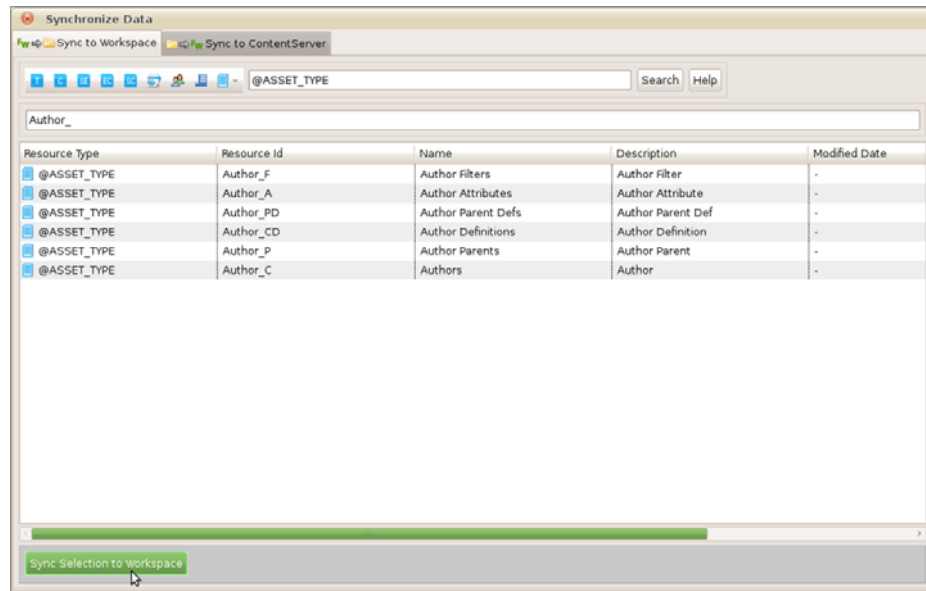 Synchronize Data
Sync to Workspace Sync to ContentServer
@ASSET_TYPE Search Help
Author_
Resource Type Resource Id Name Description Modified Date
@ASSET_TYPE Author_F Author Filters Author Filter -
@ASSET_TYPE Author_A Author Attributes Author Attribute -
@ASSET_TYPE Author_PD Author Parent Defs Author Parent Def -
@ASSET_TYPE Author_CD Author Definitions Author Definition -
@ASSET_TYPE Author_P Author Parents Author Parent -
@ASSET_TYPE Author_C Authors Author -
Sync Selection to Workspace